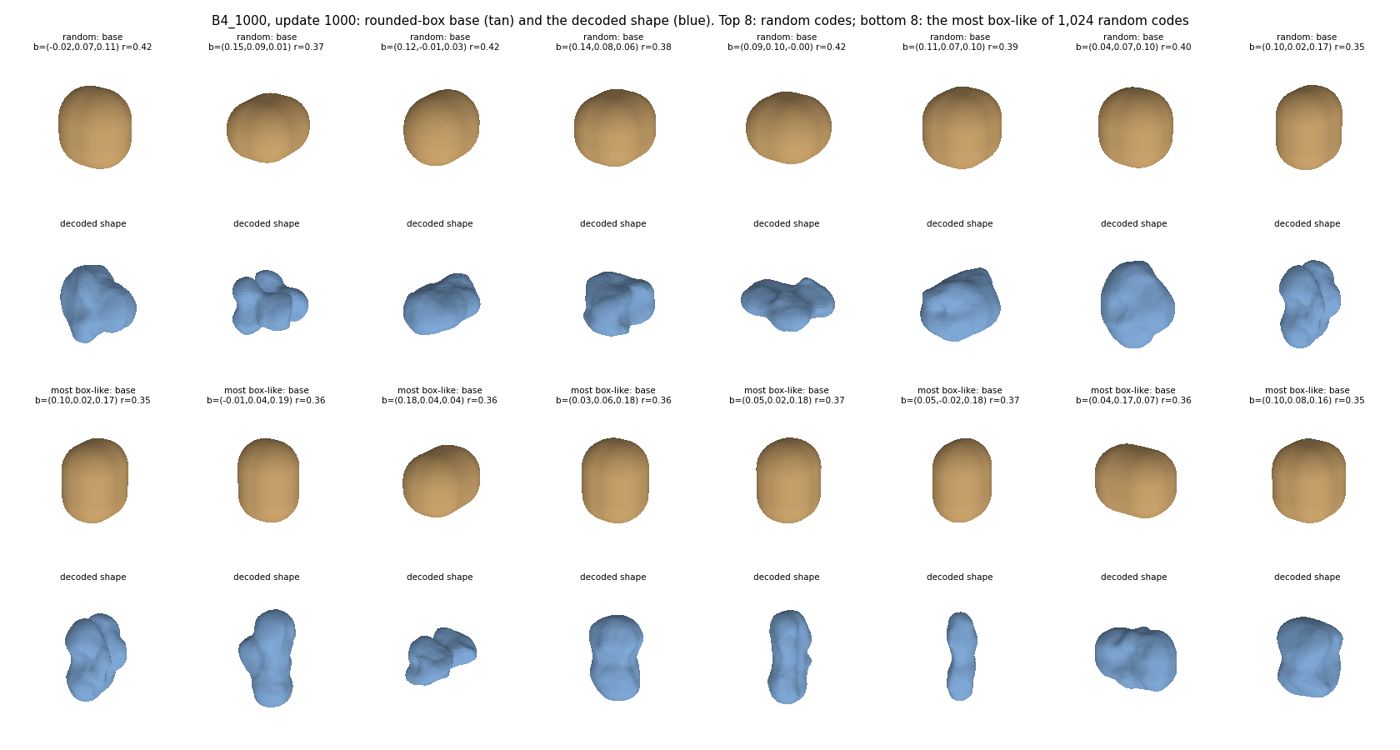 B4_1000, update 1000: rounded-box base (tan) and the decoded shape (blue). Top 8: random codes; bottom 8: the most box-like of 1,024 random codes
random: base
b=(-0.02,0.07,0.11) r=0.42
random: base
b=(0.15,0.09,0.01) r=0.37
random: base
b=(0.12,-0.01,0.03) r=0.42
random: base
b=(0.14,0.08,0.06) r=0.38
random: base
b=(0.09,0.10,-0.00) r=0.42
random: base
b=(0.11,0.07,0.10) r=0.39
random: base
b=(0.04,0.07,0.10) r=0.40
random: base
b=(0.10,0.02,0.17) r=0.35
decoded shape
decoded shape
decoded shape
decoded shape
decoded shape
decoded shape
decoded shape
decoded shape
most box-like: base
b=(0.10,0.02,0.17) r=0.35
most box-like: base
b=(-0.01,0.04,0.19) r=0.36
most box-like: base
b=(0.18,0.04,0.04) r=0.36
most box-like: base
b=(0.03,0.06,0.18) r=0.36
most box-like: base
b=(0.05,0.02,0.18) r=0.37
most box-like: base
b=(0.05,-0.02,0.18) r=0.37
most box-like: base
b=(0.04,0.17,0.07) r=0.36
most box-like: base
b=(0.10,0.08,0.16) r=0.35
decoded shape
decoded shape
decoded shape
decoded shape
decoded shape
decoded shape
decoded shape
decoded shape